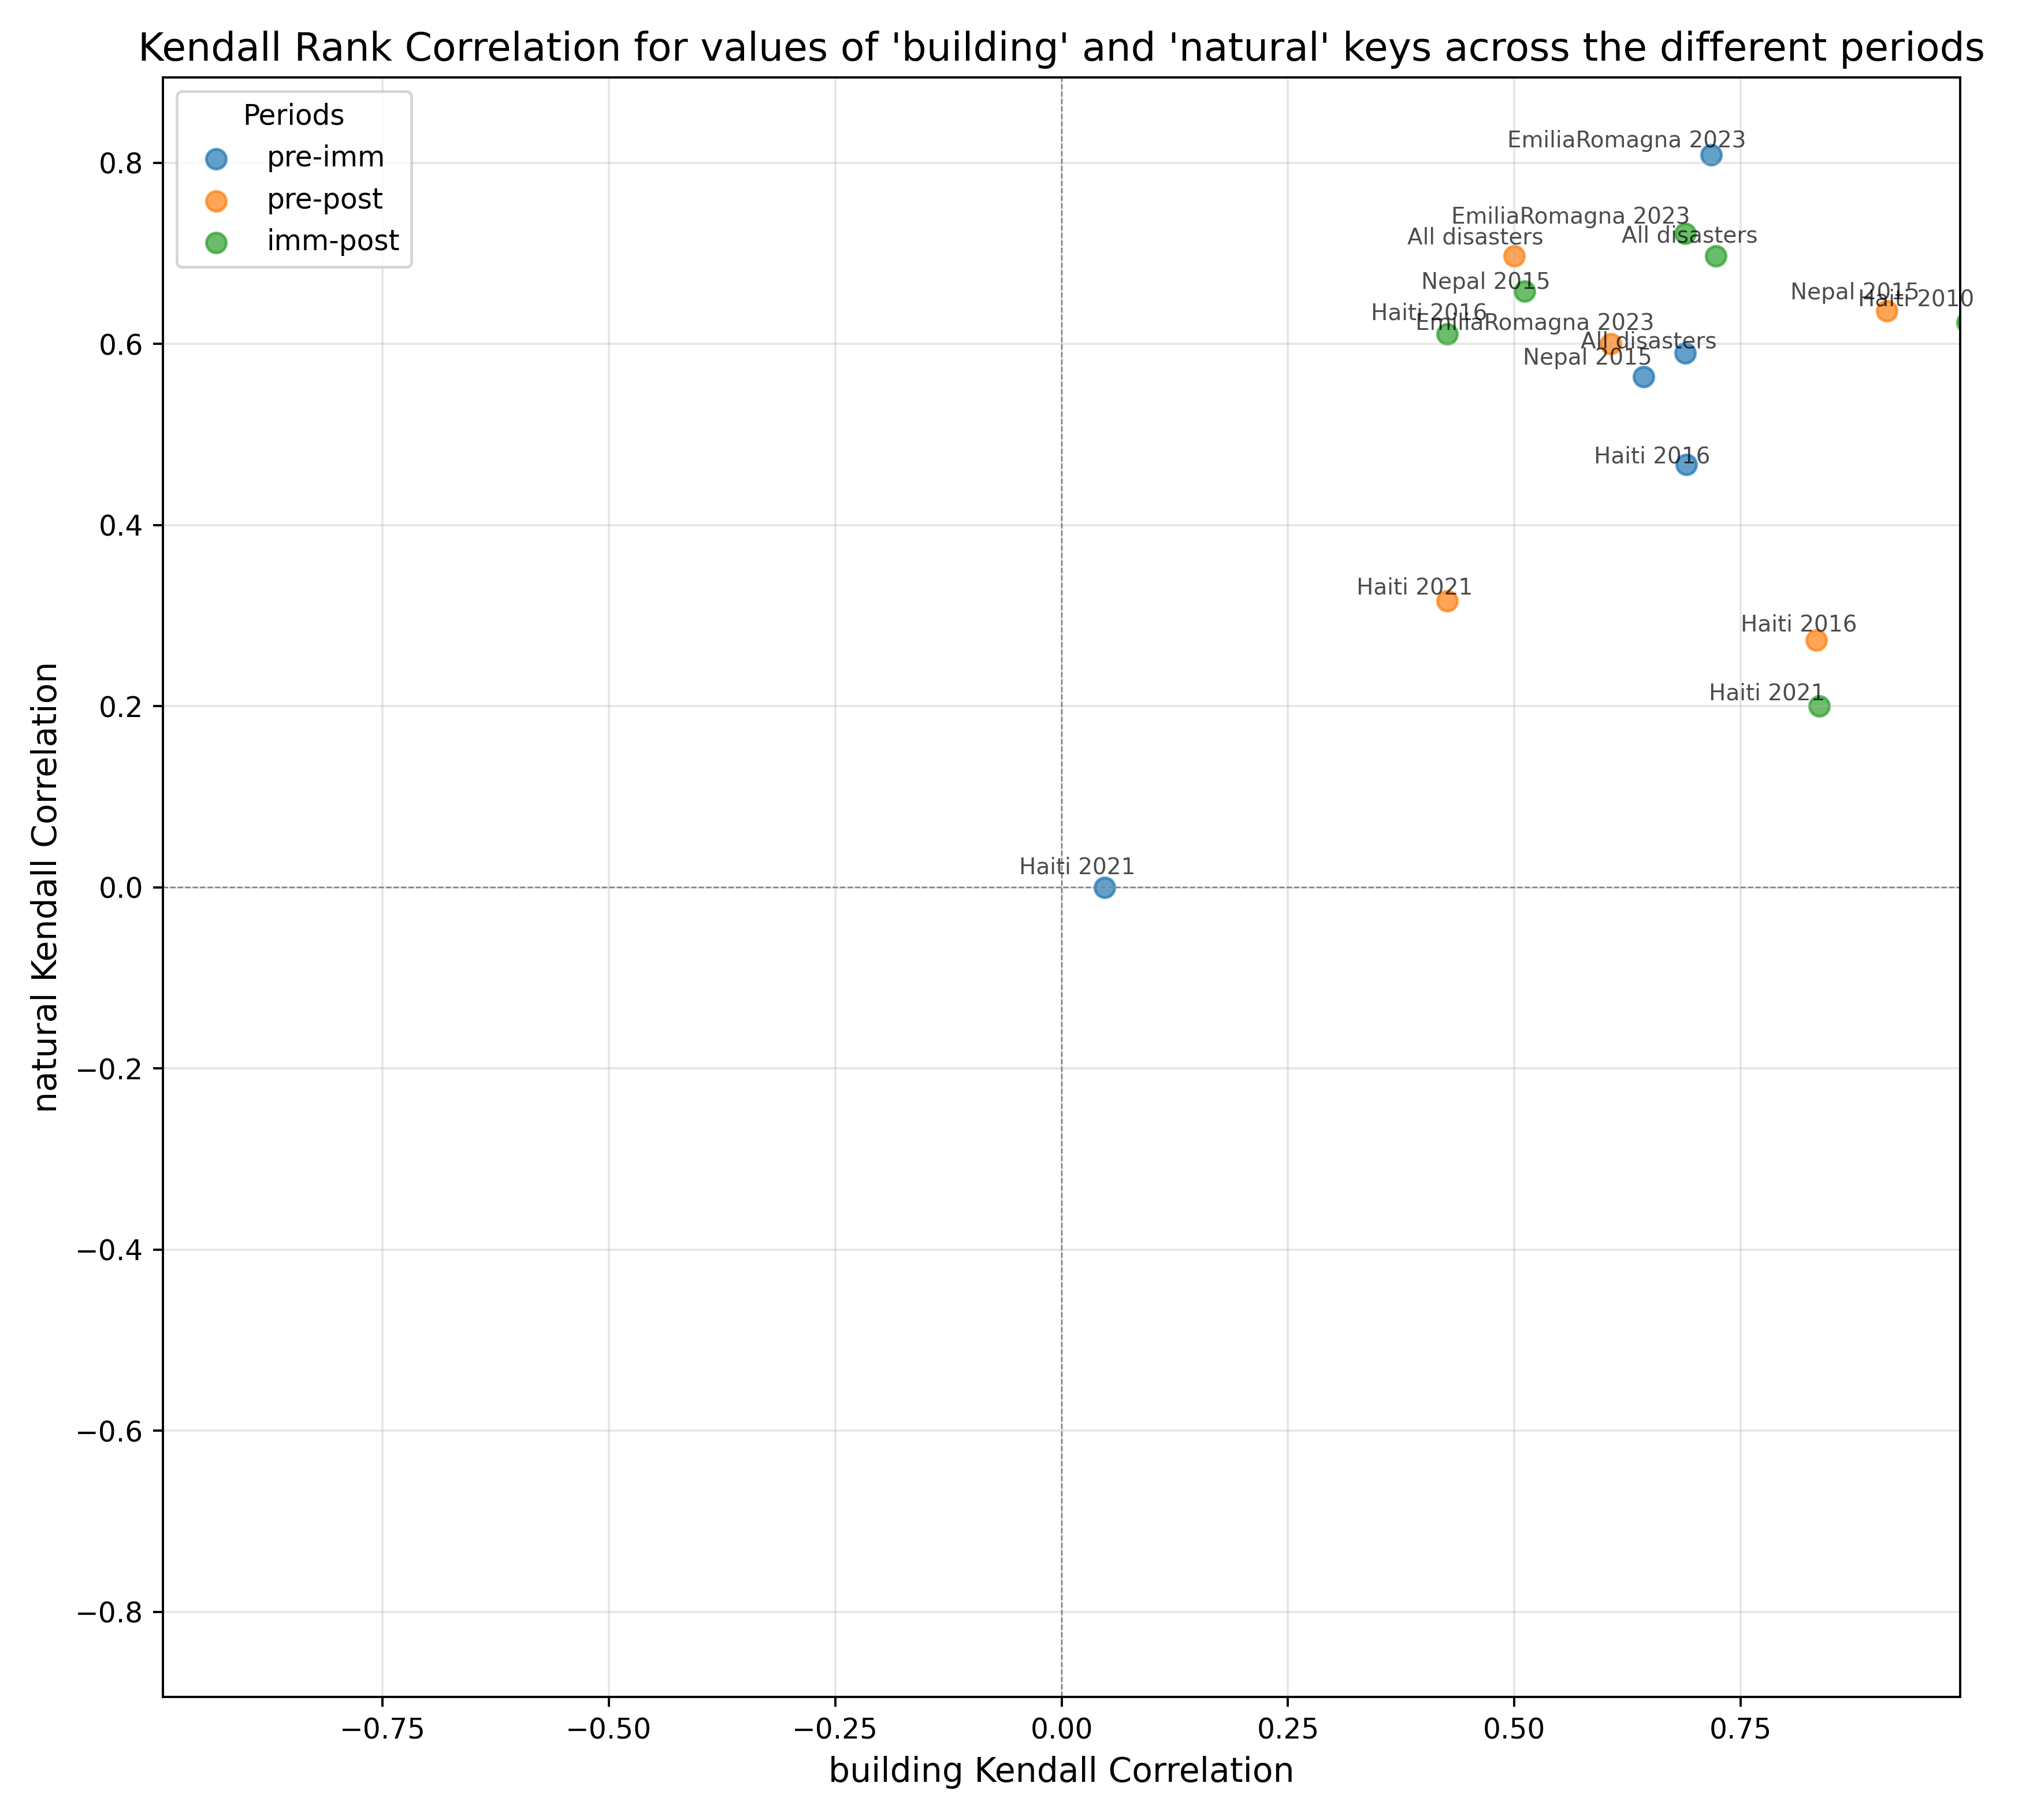 Kendall Rank Correlation for values of 'building' and 'natural' keys across the different periods
Periods
pre-imm
pre-post
imm-post
EmiliaRomagna 2023
EmiliaRomagna 2023
All disasters
All disasters
Nepal 2015
Nepal 2015
Haiti 2010
Haiti 2016
EmiliaRomagna 2023
All disasters
Nepal 2015
Haiti 2016
Haiti 2021
Haiti 2016
Haiti 2021
Haiti 2021
0.8
0.6
0.4
0.2
0.0
−0.2
−0.4
−0.6
−0.8
natural Kendall Correlation
−0.75
−0.50
−0.25
0.00
0.25
0.50
0.75
building Kendall Correlation